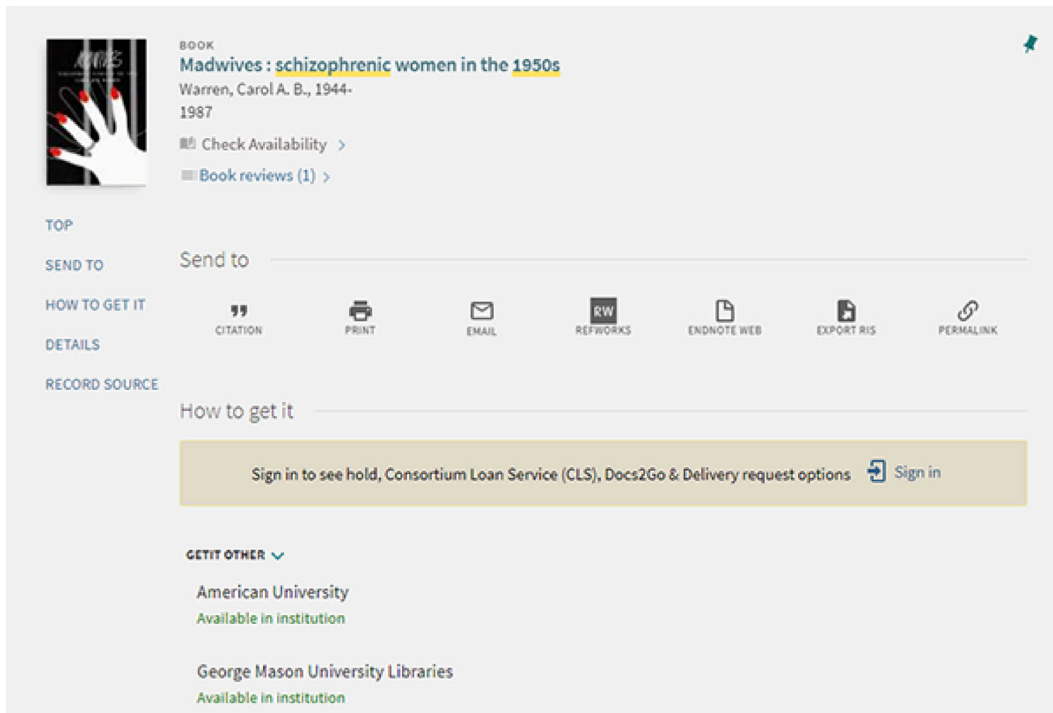 BOOK
Madwives : schizophrenic women in the 1950s
Warren, Carol A. B., 1944-
1987
Check Availability
Book reviews (1)
TOP
SEND TO
HOW TO GET IT
DETAILS
RECORD SOURCE
Send to
CITATION
PRINT
EMAIL
RW
REFWORKS
ENDNOTE WEB
EXPORT RIS
PERMALINK
How to get it
Sign in to see hold, Consortium Loan Service (CLS), Docs2Go & Delivery request options Sign in
GETIT OTHER
American University
Available in institution
George Mason University Libraries
Available in institution